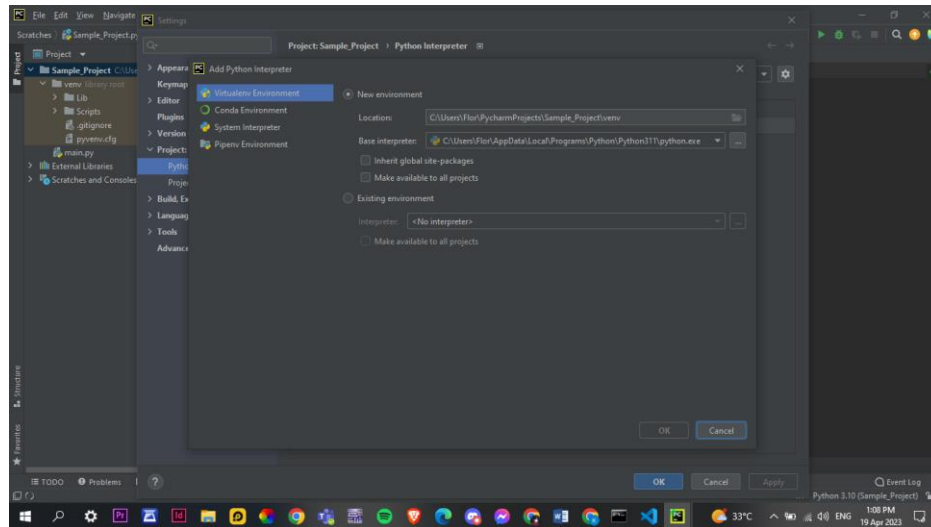 File Edit View Navigate
Settings
Scratches Sample_Project.py
Project
Project: Sample_Project › Python Interpreter
Sample_Project
venv library root
Lib
Scripts
.gitignore
pyvenv.cfg
main.py
External Libraries
Scratches and Consoles
Keymap
Editor
Plugins
Version
Project:
Build, Ex
Languag
Tools
Advance
Add Python Interpreter
Virtualenv Environment
Conda Environment
System Interpreter
Pipenv Environment
New environment
Location: C:\Users\Flor\PycharmProjects\Sample_Project\venv
Base interpreter: C:\Users\Flor\AppData\Local\Programs\Python\Python311\python.exe
Inherit global site-packages
Make available to all projects
Existing environment
Interpreter: <No interpreter>
Make available to all projects
OK Cancel
OK Cancel Apply
Structure
Favorites
TODO Problems
Event Log
Python 3.10 (Sample_Project)
33°C ENG 1:08 PM
19 Apr 2023